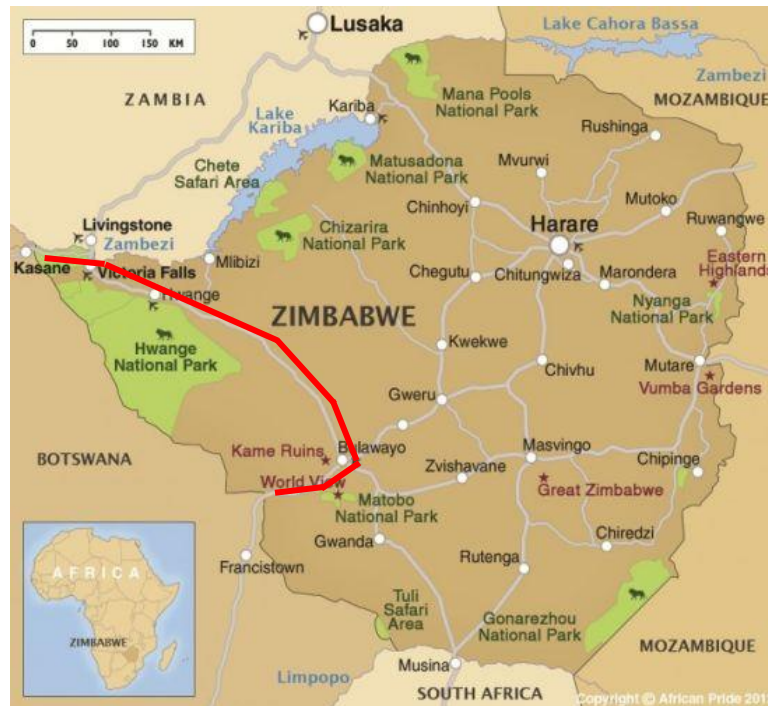 Lusaka
Lake Cahora Bassa
0 50 100 150 KM
Zambezi
Mana Pools
National Park
ZAMBIA
MOZAMBIQUE
Kariba
Lake
Kariba
Rushinga
Matusadona
National Park
Mvurwi
Chete
Safari Area
Mutoko
Chinhoyi
Livingstone
Ruwangwe
Chizarira
National Park
Harare
Zambezi
Eastern
Highlands
Mlibizi
Kasane
Victoria Falls
Chegutu
Chitungwiza
Marondera
Hwange
Nyanga
National Park
ZIMBABWE
Kwekwe
Hwange
National Park
Chivhu
Mutare
Gweru
Vumba Gardens
Kame Ruins
Bulawayo
BOTSWANA
Masvingo
Zvishavane
Chipinge
World View
Great Zimbabwe
Matobo
National Park
Gwanda
Chiredzi
Francistown
Rutenga
AFRICA
Tuli
Safari
Area
Gonarezhou
National Park
ZIMBABWE
MOZAMBIQUE
Musina
Limpopo
SOUTH AFRICA
Copyright © African Pride 201